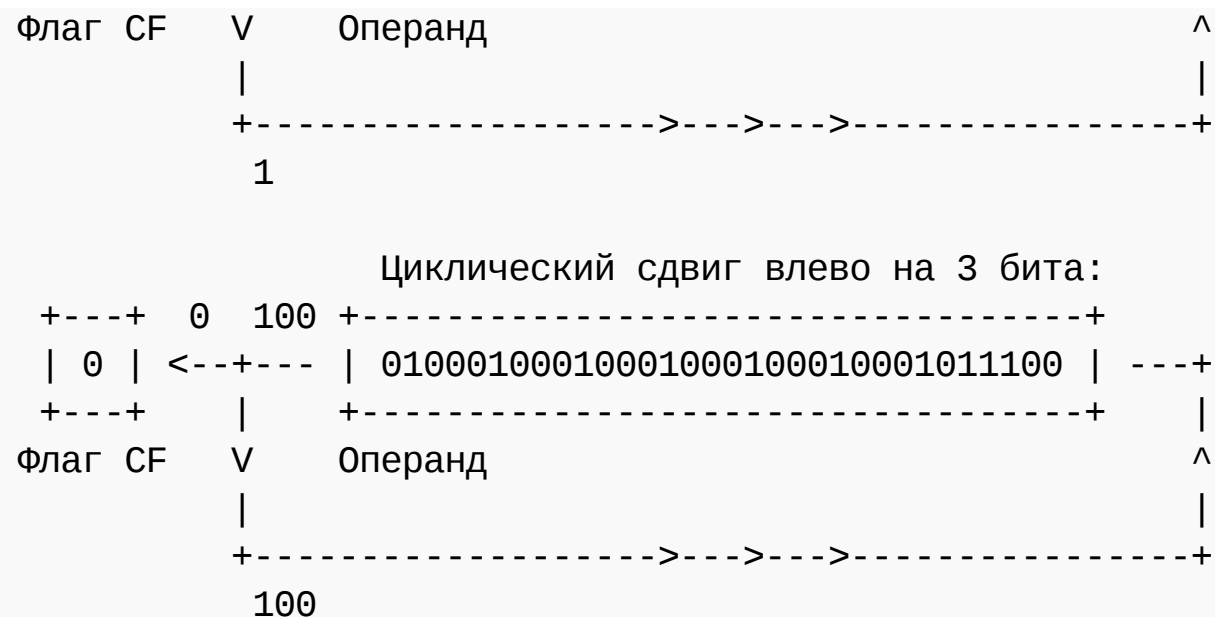 Флаг CF   V    Операнд                                 ^
          |                                            |
          +------------------->--->--->----------------+
           1
                 Циклический сдвиг влево на 3 бита:
 +---+  0  100 +----------------------------------+
 | 0 | <--+--- | 01000100010001000100010001011100 | ---+
 +---+    |    +----------------------------------+    |
Флаг CF   V    Операнд                                 ^
          |                                            |
          +------------------->--->--->----------------+
           100